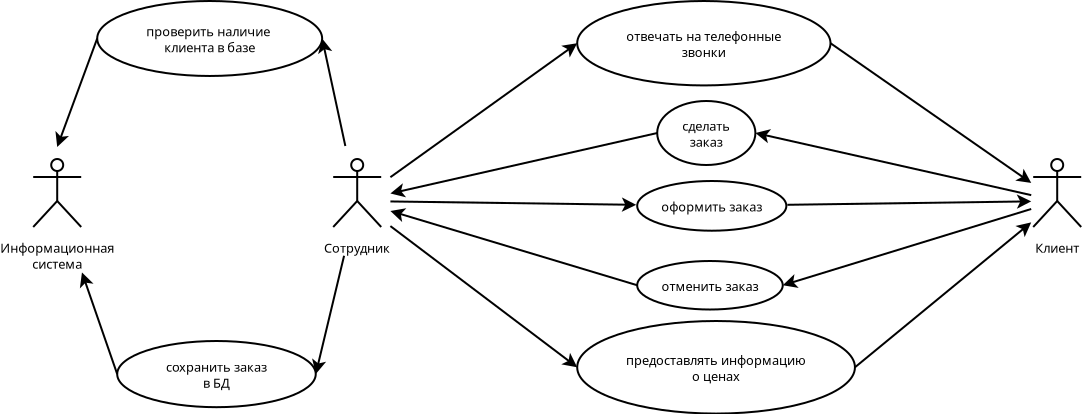 проверить наличие
клиента в базе
отвечать на телефонные
звонки
сделать
заказ
оформить заказ
Информационная
система
Сотрудник
Клиент
отменить заказ
сохранить заказ
в БД
предоставлять информацию
о ценах